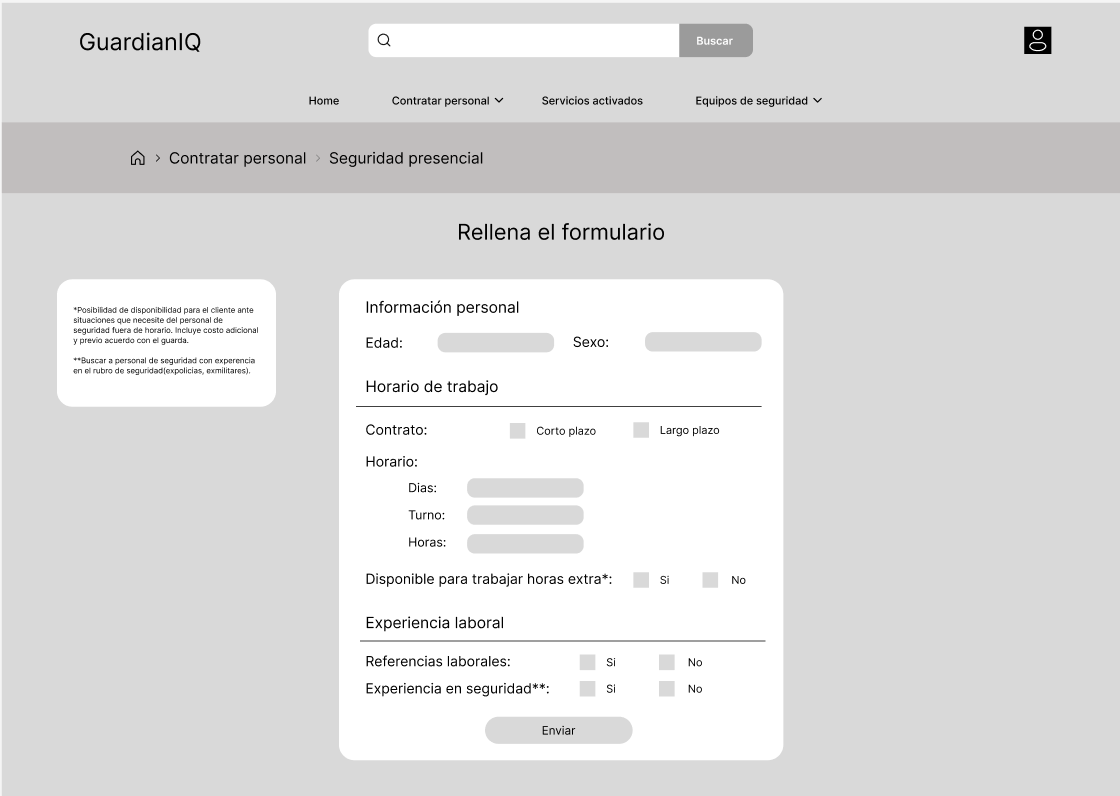 GuardianIQ
Buscar
Home
Contratar personal
Servicios activados
Equipos de seguridad
Contratar personal
Seguridad presencial
Rellena el formulario
*Posibilidad de disponibilidad para el cliente ante
situaciones que necesite del personal de
seguridad fuera de horario. Incluye costo adicional
y previo acuerdo con el guarda.
**Buscar a personal de seguridad con experencia
en el rubro de seguridad(expolicias, exmilitares).
Información personal
Edad:
Sexo:
Horario de trabajo
Contrato:
Corto plazo
Largo plazo
Horario:
Dias:
Turno:
Horas:
Disponible para trabajar horas extra*:
Si
No
Experiencia laboral
Referencias laborales:
Si
No
Experiencia en seguridad**:
Si
No
Enviar